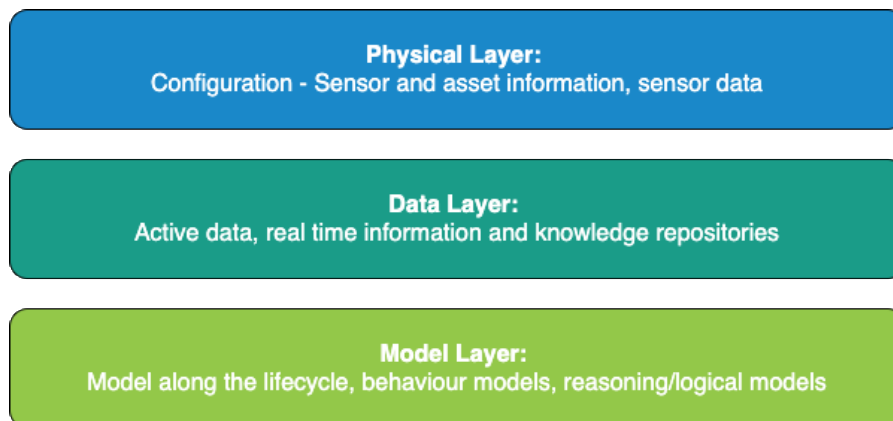 Physical Layer:
Configuration - Sensor and asset information, sensor data
Data Layer:
Active data, real time information and knowledge repositories
Model Layer:
Model along the lifecycle, behaviour models, reasoning/logical models